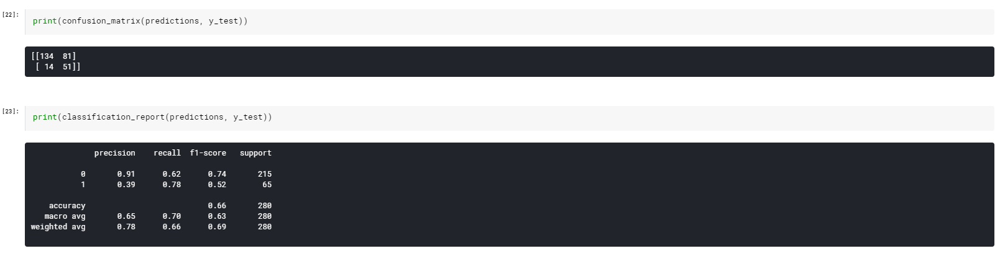 [22]:
print(confusion_matrix(predictions, y_test))
[[134  81]
 [ 14  51]]
[23]:
print(classification_report(predictions, y_test))
              precision    recall  f1-score   support
           0       0.91      0.62      0.74       215
           1       0.39      0.78      0.52        65
    accuracy                           0.66       280
   macro avg       0.65      0.70      0.63       280
weighted avg       0.78      0.66      0.69       280